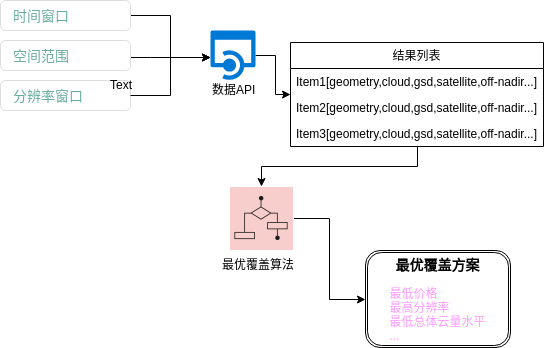 时间窗口
空间范围
分辨率窗口
Text
数据API
结果列表
Item1[geometry,cloud,gsd,satellite,off-nadir...]
Item2[geometry,cloud,gsd,satellite,off-nadir...]
Item3[geometry,cloud,gsd,satellite,off-nadir...]
最优覆盖算法
最优覆盖方案
最低价格
最高分辨率
最低总体云量水平
...